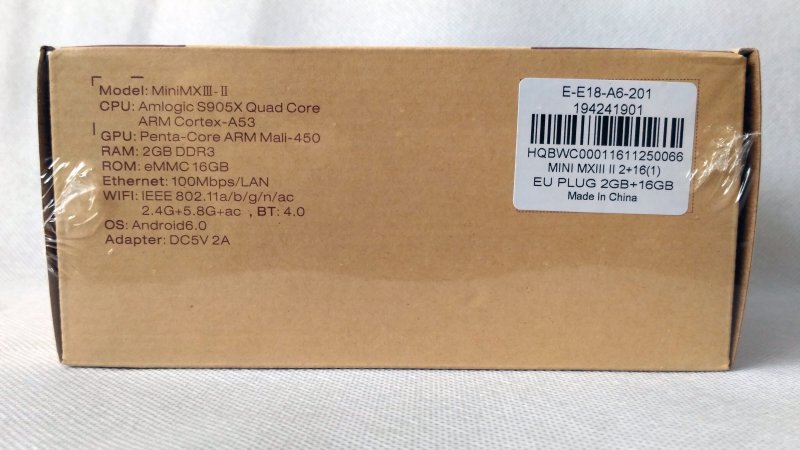 Model: MiniMXⅢ-Ⅱ
CPU: Amlogic S905X Quad Core
ARM Cortex-A53
GPU: Penta-Core ARM Mali-450
RAM: 2GB DDR3
ROM: eMMC 16GB
Ethernet: 100Mbps/LAN
WIFI: IEEE 802.11a/b/g/n/ac
2.4G+5.8G+ac , BT: 4.0
OS: Android6.0
Adapter: DC5V 2A
E-E18-A6-201
194241901
HQBWC00011611250066
MINI MXIII II 2+16(1)
EU PLUG 2GB+16GB
Made In China